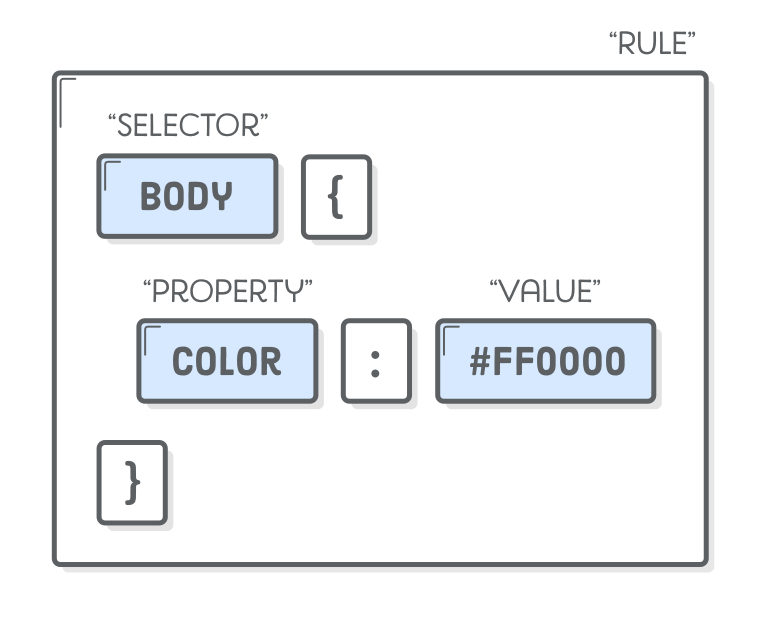 “RULE”
“SELECTOR”
BODY {
“PROPERTY” “VALUE”
COLOR : #FF0000
}